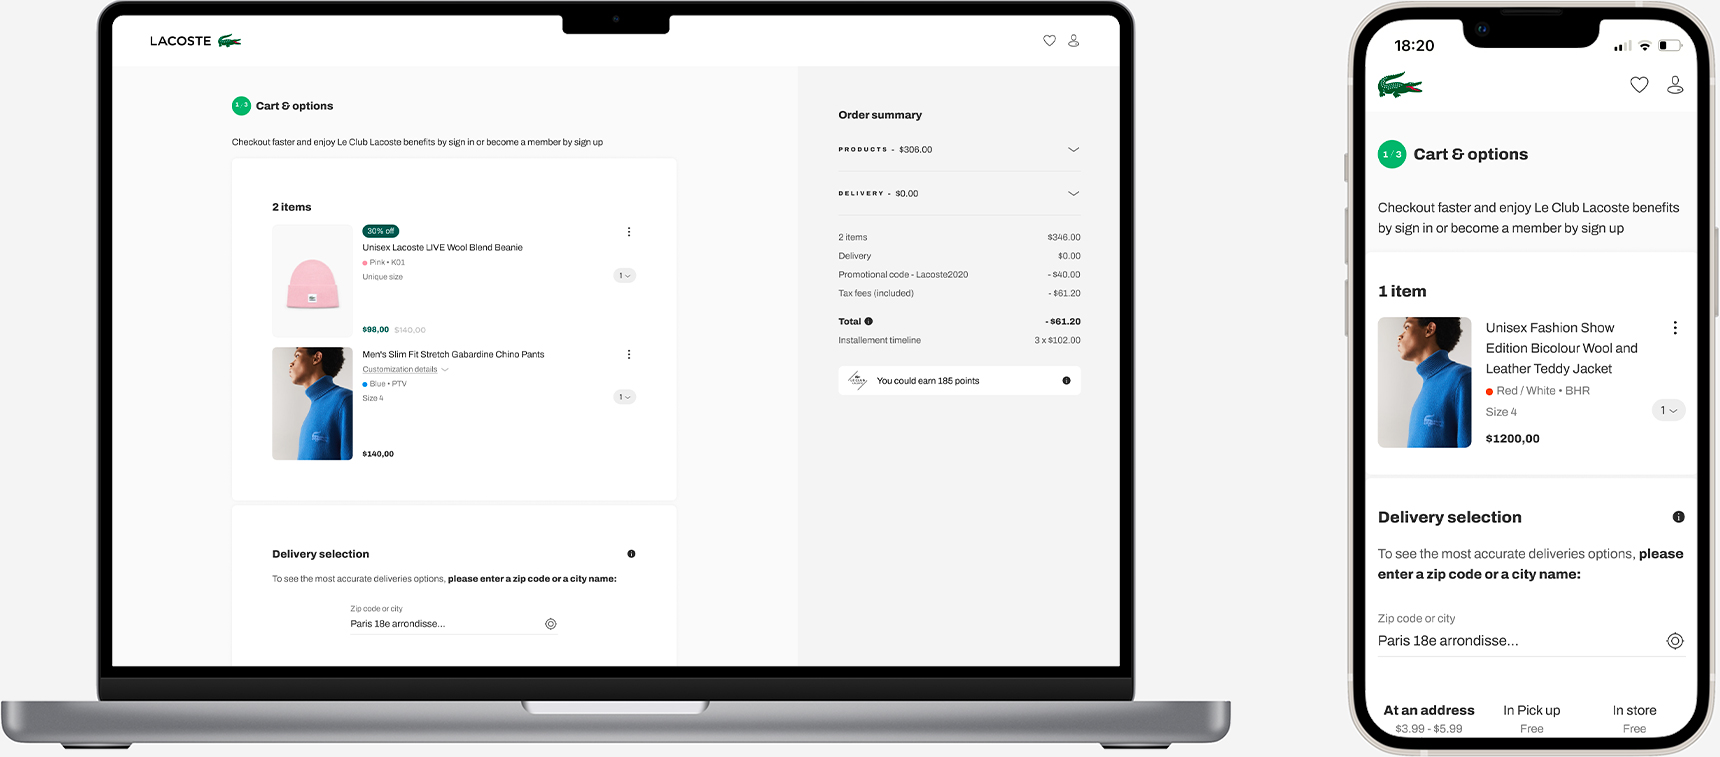 LACOSTE
1 / 3 Cart & options
Checkout faster and enjoy Le Club Lacoste benefits by sign in or become a member by sign up
2 items
30% off
Unisex Lacoste LIVE Wool Blend Beanie
Pink • K01
Unique size
1
$98,00 $140,00
Men's Slim Fit Stretch Gabardine Chino Pants
Customization details
Blue • PTV
Size 4
1
$140,00
Delivery selection
To see the most accurate deliveries options, please enter a zip code or a city name:
Zip code or city
Paris 18e arrondisse...
Order summary
PRODUCTS - $306.00
DELIVERY - $0.00
2 items $346.00
Delivery $0.00
Promotional code - Lacoste2020 - $40.00
Tax fees (included) - $61.20
Total - $61.20
Installement timeline 3 x $102.00
You could earn 185 points
18:20
1 / 3 Cart & options
Checkout faster and enjoy Le Club Lacoste benefits
by sign in or become a member by sign up
1 item
Unisex Fashion Show
Edition Bicolour Wool and
Leather Teddy Jacket
Red / White • BHR
Size 4
1
$1200,00
Delivery selection
To see the most accurate deliveries options, please
enter a zip code or a city name:
Zip code or city
Paris 18e arrondisse...
At an address In Pick up In store
$3.99 - $5.99 Free Free